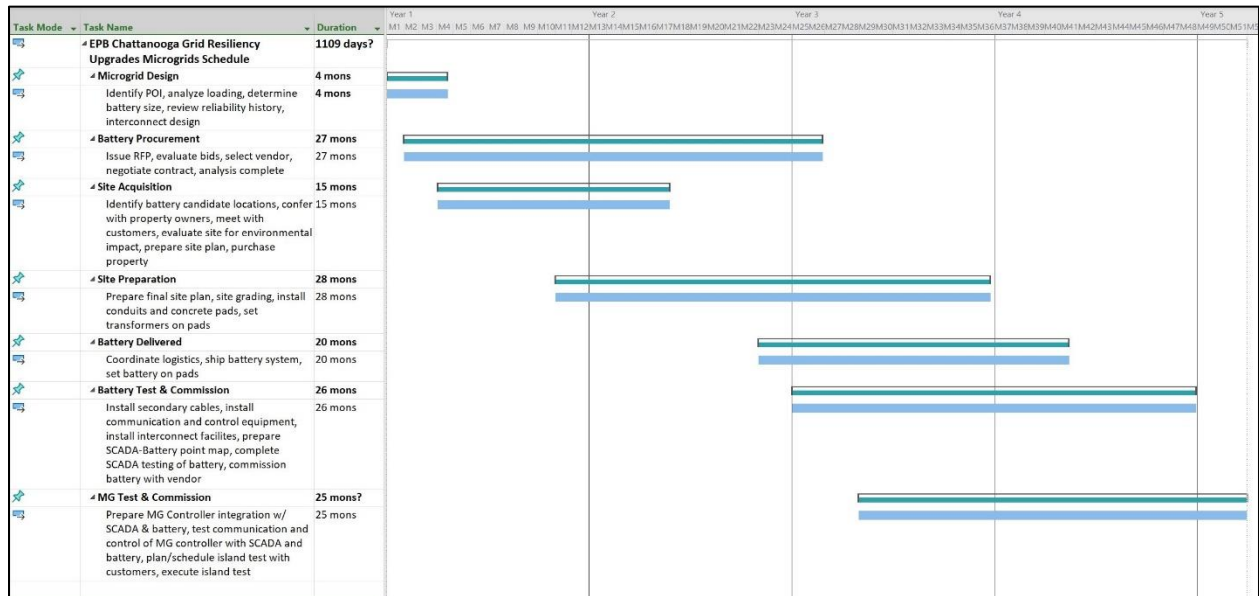 Year 1 Year 2 Year 3 Year 4 Year 5
Task Mode Task Name Duration M1 M2 M3 M4 M5 M6 M7 M8 M9 M10M11M12M13M14M15M16M17M18M19M20M21M22M23M24M25M26M27M28M29M30M31M32M33M34M35M36M37M38M39M40M41M42M43M44M45M46M47M48M49M50M51M5
EPB Chattanooga Grid Resiliency 1109 days?
Upgrades Microgrids Schedule
Microgrid Design 4 mons
Identify POI, analyze loading, determine 4 mons
battery size, review reliability history,
interconnect design
Battery Procurement 27 mons
Issue RFP, evaluate bids, select vendor, 27 mons
negotiate contract, analysis complete
Site Acquisition 15 mons
Identify battery candidate locations, confer 15 mons
with property owners, meet with
customers, evaluate site for environmental
impact, prepare site plan, purchase
property
Site Preparation 28 mons
Prepare final site plan, site grading, install 28 mons
conduits and concrete pads, set
transformers on pads
Battery Delivered 20 mons
Coordinate logistics, ship battery system, 20 mons
set battery on pads
Battery Test & Commission 26 mons
Install secondary cables, install 26 mons
communication and control equipment,
install interconnect facilites, prepare
SCADA-Battery point map, complete
SCADA testing of battery, commission
battery with vendor
MG Test & Commission 25 mons?
Prepare MG Controller integration w/ 25 mons
SCADA & battery, test communication and
control of MG controller with SCADA and
battery, plan/schedule island test with
customers, execute island test